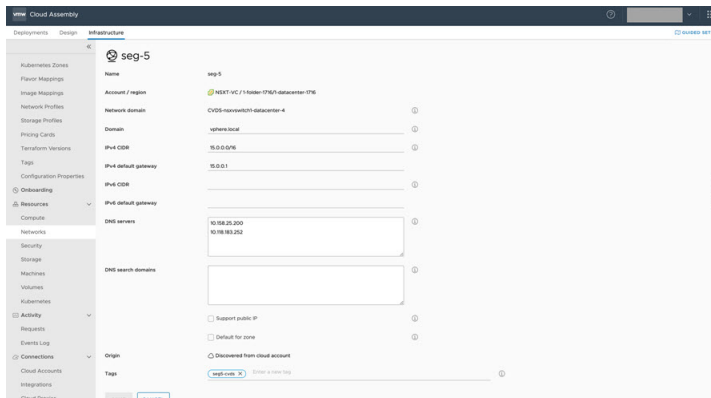 vmw Cloud Assembly
Deployments Design Infrastructure
GUIDED SET
«
Kubernetes Zones
Flavor Mappings
Image Mappings
Network Profiles
Storage Profiles
Pricing Cards
Terraform Versions
Tags
Configuration Properties
Onboarding
Resources
Compute
Networks
Security
Storage
Machines
Volumes
Kubernetes
Activity
Requests
Events Log
Connections
Cloud Accounts
Integrations
seg-5
Name seg-5
Account / region NSXT-VC / 1-folder-1716/1-datacenter-1716
Network domain CVDS-nsxvswitch1-datacenter-4
Domain vphere.local
IPv4 CIDR 15.0.0.0/16
IPv4 default gateway 15.0.0.1
IPv6 CIDR
IPv6 default gateway
DNS servers 10.158.25.200
10.118.183.252
DNS search domains
Support public IP
Default for zone
Origin Discovered from cloud account
Tags seg5-cvds X Enter a new tag